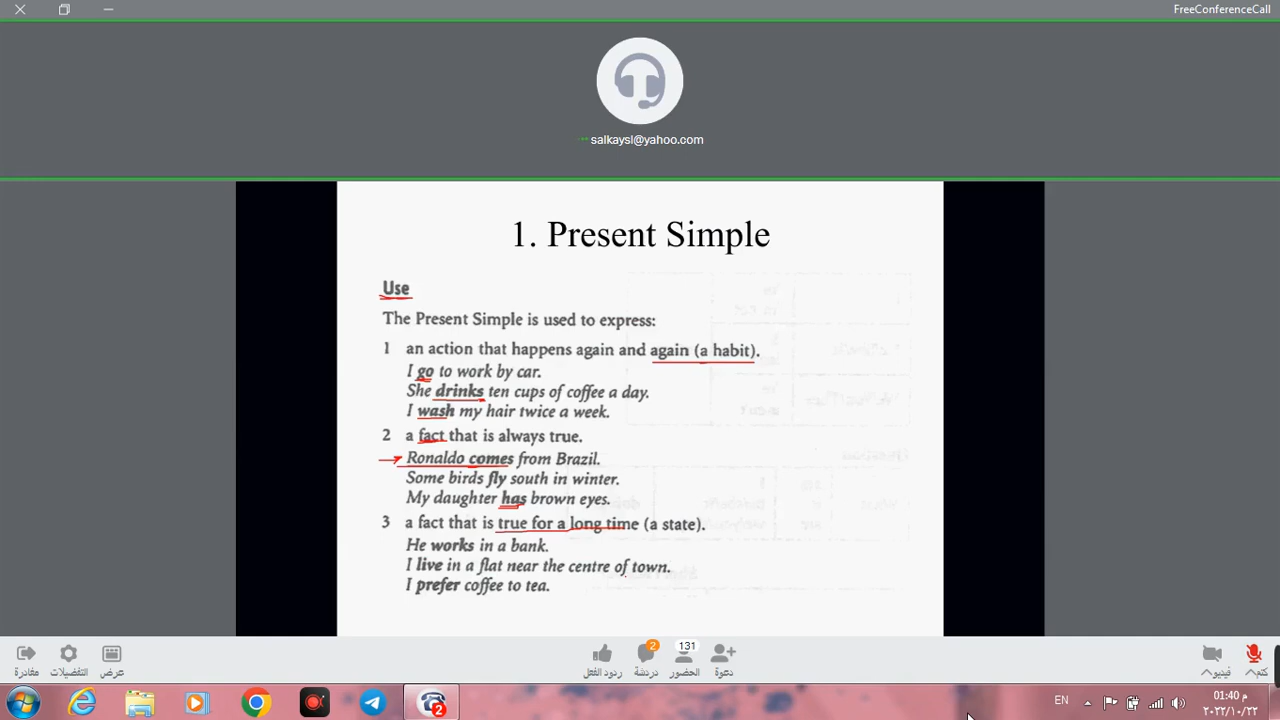 FreeConferenceCall
salkaysl@yahoo.com
1. Present Simple
Use
The Present Simple is used to express:
1 an action that happens again and again (a habit).
I go to work by car.
She drinks ten cups of coffee a day.
I wash my hair twice a week.
2 a fact that is always true.
Ronaldo comes from Brazil.
Some birds fly south in winter.
My daughter has brown eyes.
3 a fact that is true for a long time (a state).
He works in a bank.
I live in a flat near the centre of town.
I prefer coffee to tea.
2
131
مغادرة
التفضيلات
عرض
ردود الفعل
دردشة
الحضور
دعوة
فيديو
كتم
2
EN
01:40 م
٢٠٢٢/١٠/٢٢